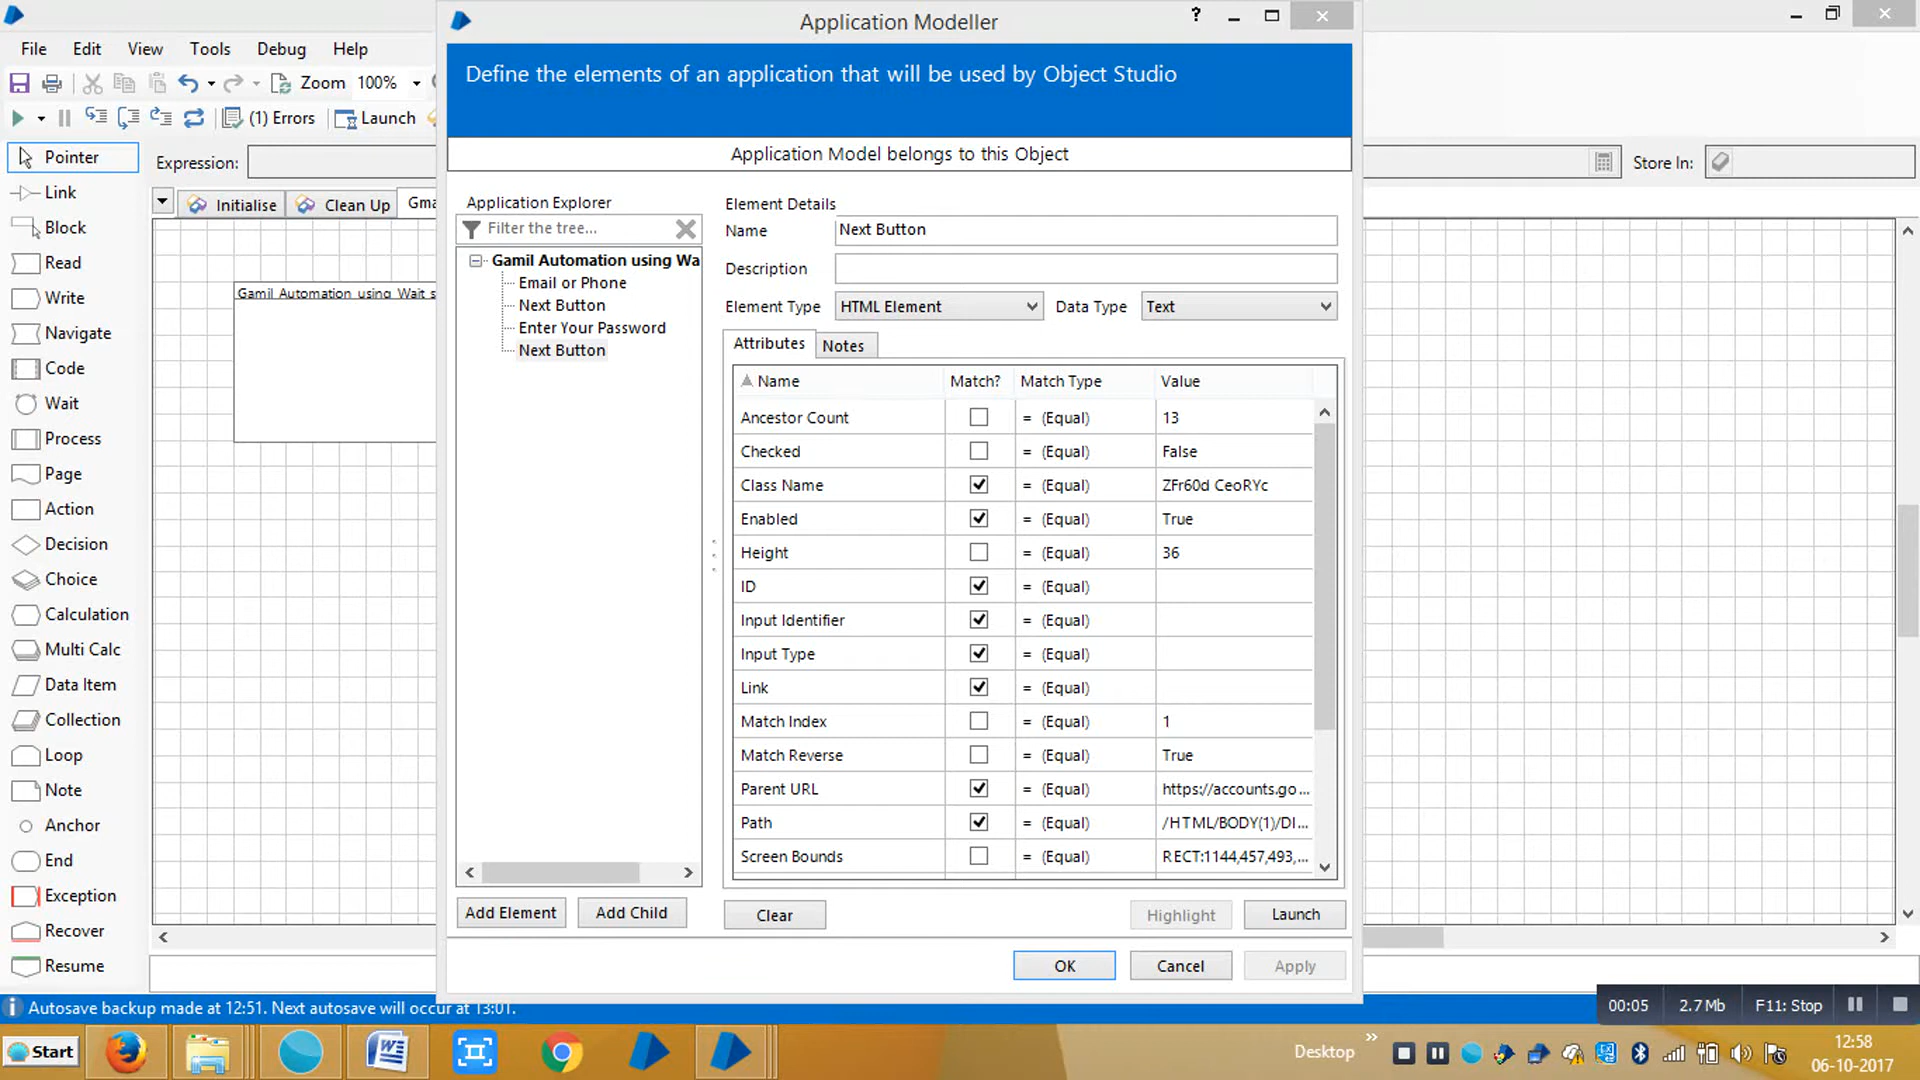 Application Modeller
?
File Edit View Tools Debug Help
Zoom 100%
(1) Errors Launch
Define the elements of an application that will be used by Object Studio
Application Model belongs to this Object
Expression:
Store In:
Initialise Clean Up Gma
Pointer
Link
Block
Read
Write
Navigate
Code
Wait
Process
Page
Action
Decision
Choice
Calculation
Multi Calc
Data Item
Collection
Loop
Note
Anchor
End
Exception
Recover
Resume
Gamil Automation using Wait s
Application Explorer
Filter the tree...
Gamil Automation using Wa
Email or Phone
Next Button
Enter Your Password
Next Button
Add Element Add Child
Element Details
Name Next Button
Description
Element Type HTML Element Data Type Text
Attributes Notes
Name Match? Match Type Value
Ancestor Count = (Equal) 13
Checked = (Equal) False
Class Name = (Equal) ZFr60d CeoRYc
Enabled = (Equal) True
Height = (Equal) 36
ID = (Equal)
Input Identifier = (Equal)
Input Type = (Equal)
Link = (Equal)
Match Index = (Equal) 1
Match Reverse = (Equal) True
Parent URL = (Equal) https://accounts.go...
Path = (Equal) /HTML/BODY(1)/DI...
Screen Bounds = (Equal) RECT:1144,457,493,...
Clear Highlight Launch
OK Cancel Apply
Autosave backup made at 12:51. Next autosave will occur at 13:01.
00:05 2.7 Mb F11: Stop
Start
Desktop
12:58
06-10-2017